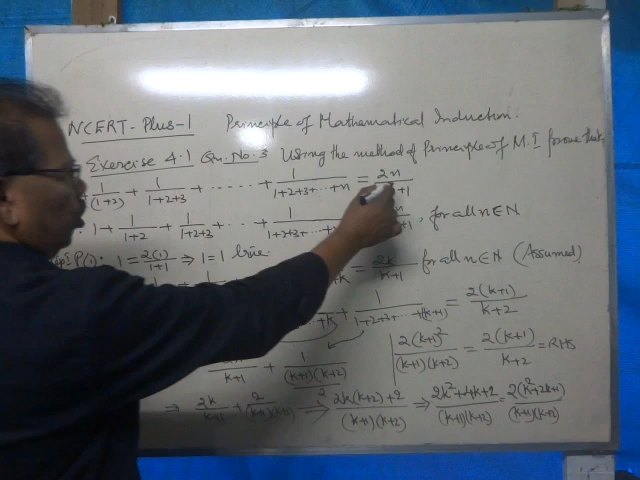 NCERT-Plus-1 Principle of Mathematical Induction.
Exercise 4.1 Qu. No. 3 Using the method of Principle of M.I prove that,
1/(1+2) + 1/1+2+3 + ...... + 1/1+2+3+...+n = 2n/+1
1 + 1/1+2 + 1/1+2+3 + ...... + 1/1+2+3+... +1, for all n∈N
P(1): 1 = 2(1)/1+1 ⇒ 1=1 true.
= 2k/k+1 for all n∈N (Assumed)
+k + 1/1+2+3+...+(k+1) = 2(k+1)/k+2
/k+1 + 1/(k+1)(k+2)/2 | 2(k+1)²/(k+1)(k+2) = 2(k+1)/k+2 = RHS
⇒ 2k/k+1 + 2/(k+1)(k+2) ⇒ 2k(k+2)+2/(k+1)(k+2) ⇒ 2k²+4k+2/(k+1)(k+2) = 2(k²+2k+1)/(k+1)(k+2)